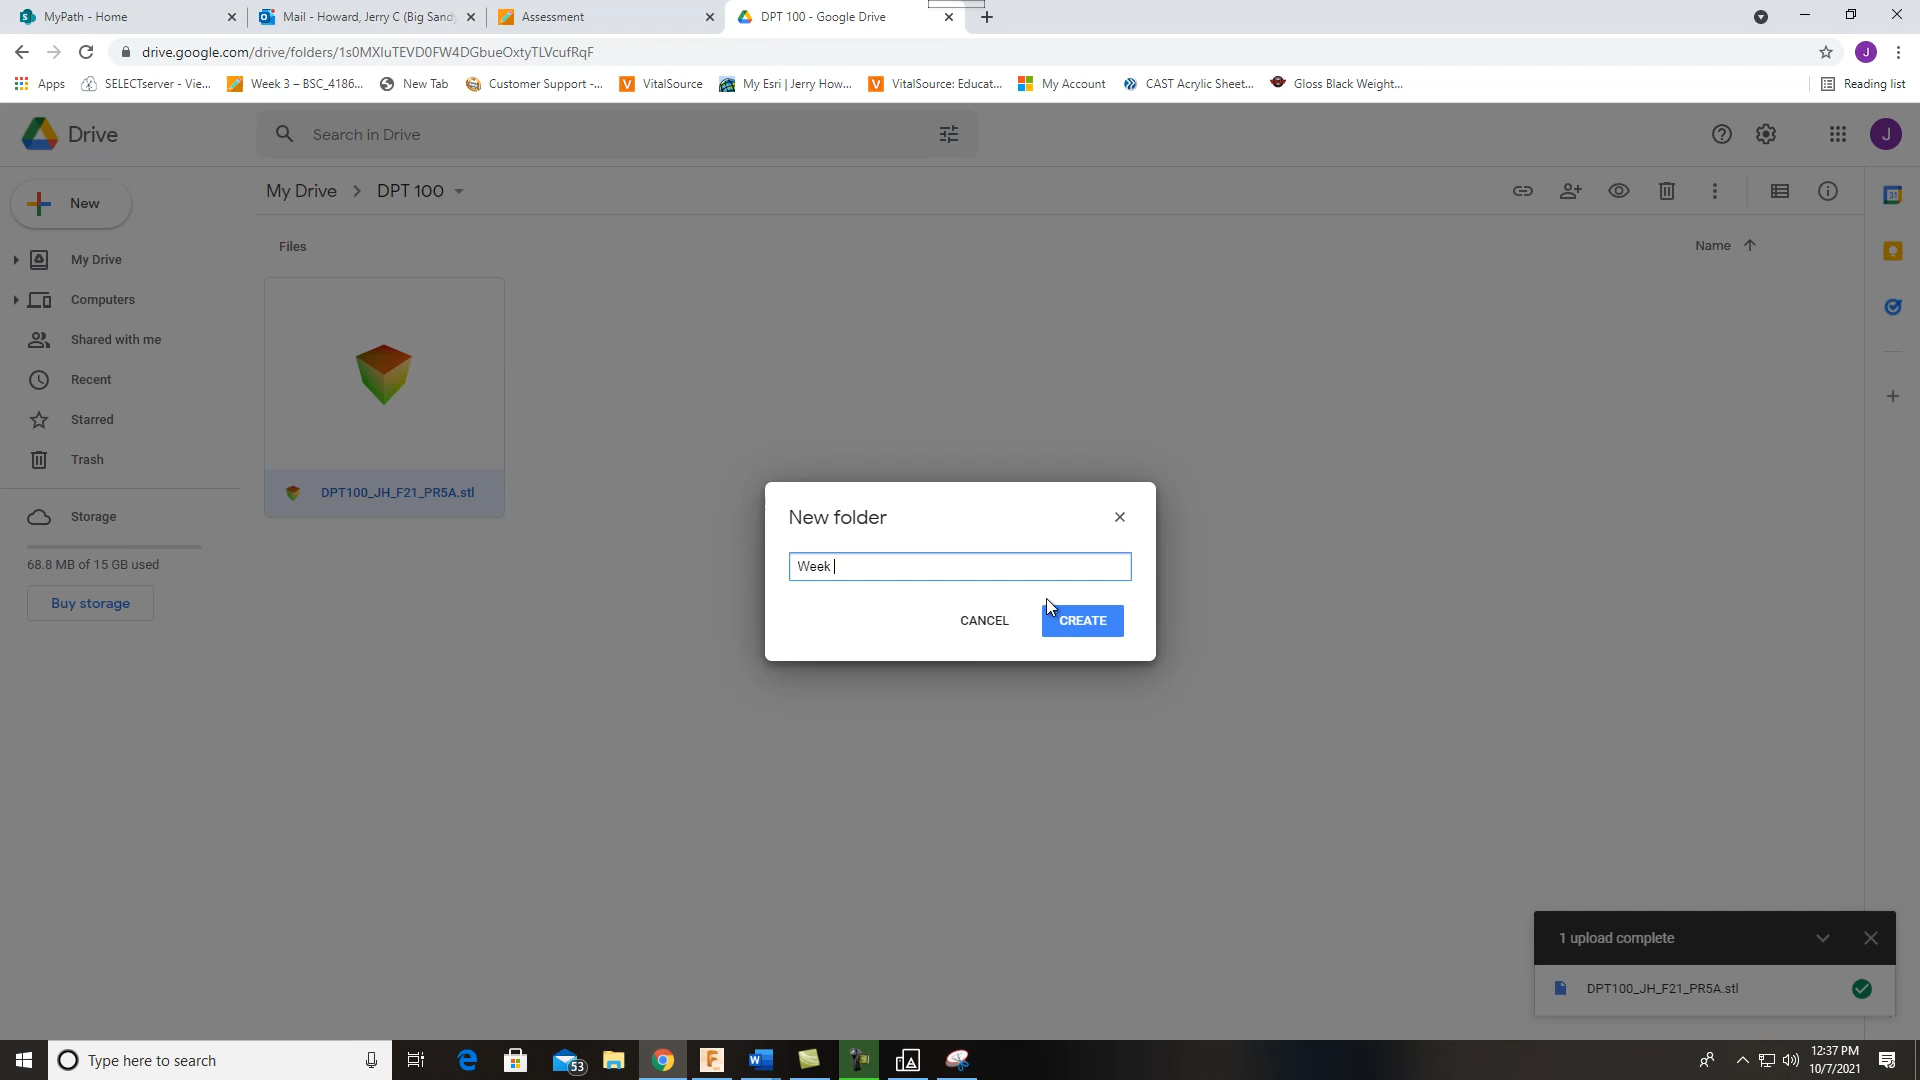 MyPath - Home
Mail - Howard, Jerry C (Big Sandy
Assessment
DPT 100 - Google Drive
drive.google.com/drive/folders/1s0MXIuTEVD0FW4DGbueOxtyTLVcufRqF
J
Apps
SELECTserver - Vie...
Week 3 – BSC_4186...
New Tab
Customer Support -...
VitalSource
My Esri | Jerry How...
VitalSource: Educat...
My Account
CAST Acrylic Sheet...
Gloss Black Weight...
Reading list
Drive
Search in Drive
J
New
My Drive
DPT 100
31
Files
Name
My Drive
Computers
Shared with me
Recent
Starred
Trash
DPT100_JH_F21_PR5A.stl
Storage
68.8 MB of 15 GB used
Buy storage
New folder
Week
CANCEL
CREATE
1 upload complete
DPT100_JH_F21_PR5A.stl
Type here to search
53
12:37 PM
10/7/2021